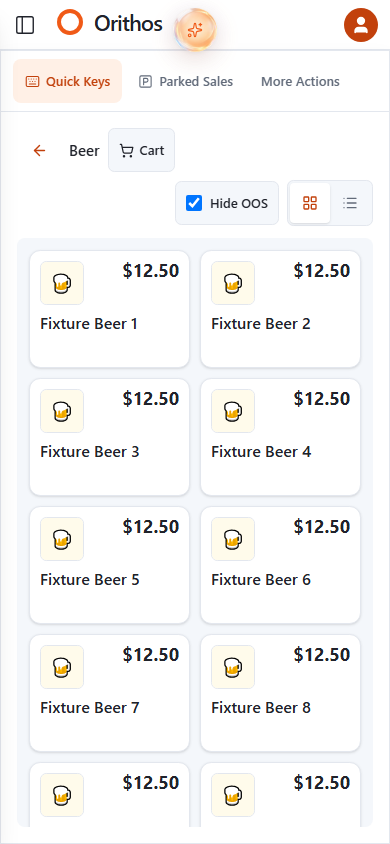 Orithos
Quick Keys
Parked Sales
More Actions
Beer
Cart
Hide OOS
$12.50
Fixture Beer 1
$12.50
Fixture Beer 2
$12.50
Fixture Beer 3
$12.50
Fixture Beer 4
$12.50
Fixture Beer 5
$12.50
Fixture Beer 6
$12.50
Fixture Beer 7
$12.50
Fixture Beer 8
$12.50
$12.50